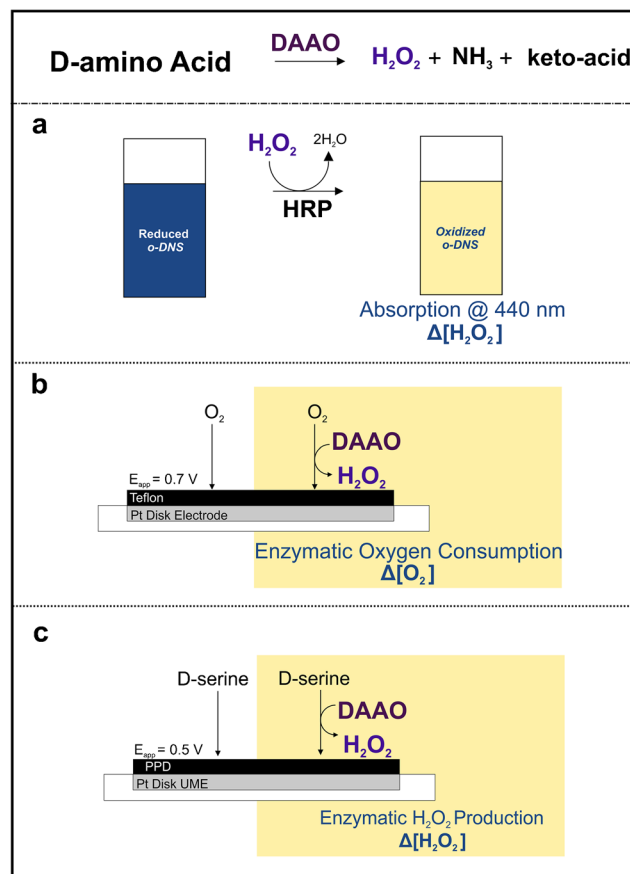 D-amino Acid DAAO H₂O₂ + NH₃ + keto-acid
a
H₂O₂ 2H₂O
HRP
Reduced
o-DNS
Oxidized
o-DNS
Absorption @ 440 nm
Δ[H₂O₂]
b
O₂ O₂
DAAO
H₂O₂
E_app = 0.7 V
Teflon
Pt Disk Electrode
Enzymatic Oxygen Consumption
Δ[O₂]
c
D-serine D-serine
DAAO
H₂O₂
E_app = 0.5 V
PPD
Pt Disk UME
Enzymatic H₂O₂ Production
Δ[H₂O₂]